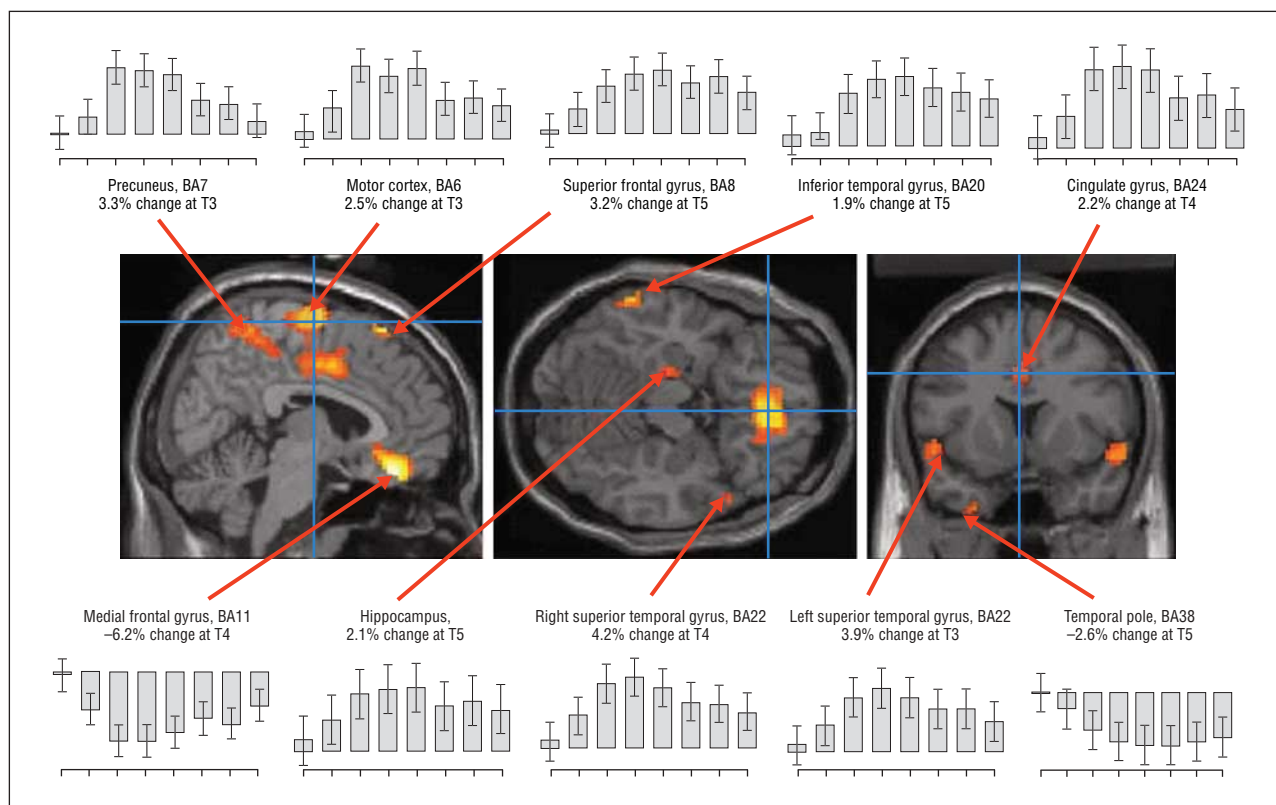 Precuneus, BA7
3.3% change at T3
Motor cortex, BA6
2.5% change at T3
Superior frontal gyrus, BA8
3.2% change at T5
Inferior temporal gyrus, BA20
1.9% change at T5
Cingulate gyrus, BA24
2.2% change at T4
Medial frontal gyrus, BA11
–6.2% change at T4
Hippocampus,
2.1% change at T5
Right superior temporal gyrus, BA22
4.2% change at T4
Left superior temporal gyrus, BA22
3.9% change at T3
Temporal pole, BA38
–2.6% change at T5